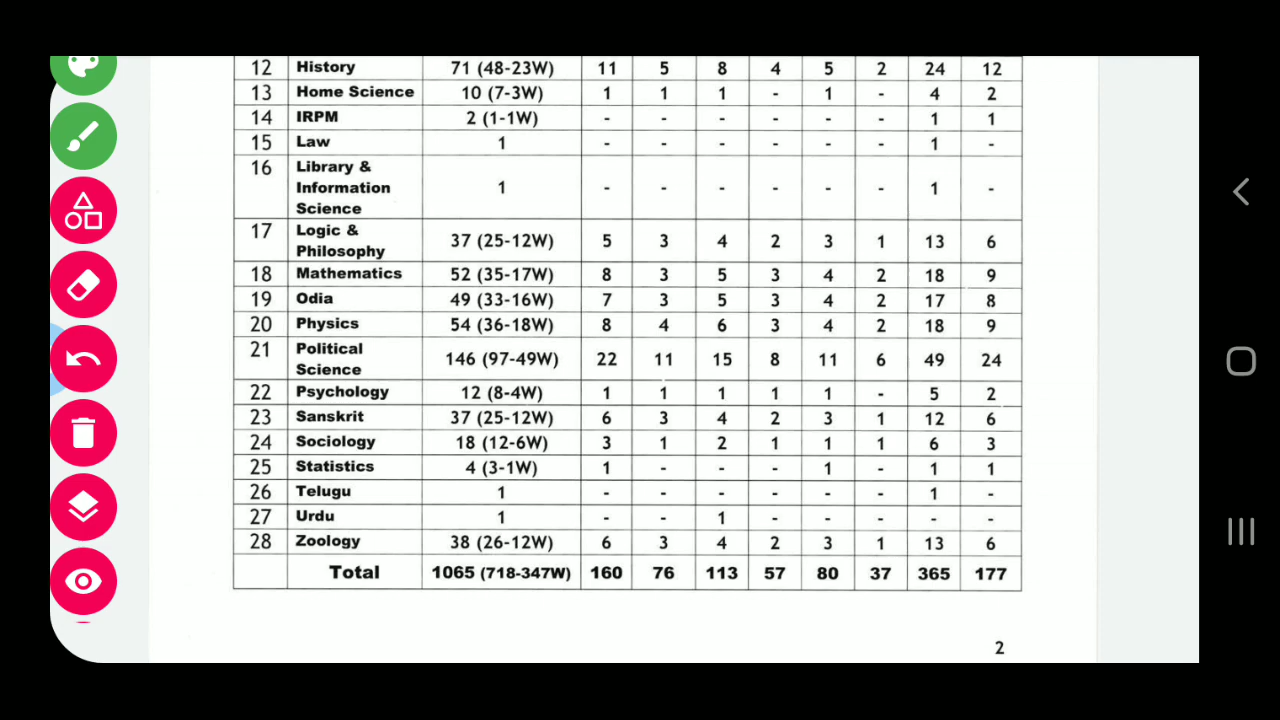 12 History 71 (48-23W) 11 5 8 4 5 2 24 12
13 Home Science 10 (7-3W) 1 1 1 - 1 - 4 2
14 IRPM 2 (1-1W) - - - - - - 1 1
15 Law 1 - - - - - - 1 -
16 Library &
Information 1 - - - - - - 1 -
Science
17 Logic &
Philosophy 37 (25-12W) 5 3 4 2 3 1 13 6
18 Mathematics 52 (35-17W) 8 3 5 3 4 2 18 9
19 Odia 49 (33-16W) 7 3 5 3 4 2 17 8
20 Physics 54 (36-18W) 8 4 6 3 4 2 18 9
21 Political
Science 146 (97-49W) 22 11 15 8 11 6 49 24
22 Psychology 12 (8-4W) 1 1 1 1 1 - 5 2
23 Sanskrit 37 (25-12W) 6 3 4 2 3 1 12 6
24 Sociology 18 (12-6W) 3 1 2 1 1 1 6 3
25 Statistics 4 (3-1W) 1 - - - 1 - 1 1
26 Telugu 1 - - - - - - 1 -
27 Urdu 1 - - 1 - - - - -
28 Zoology 38 (26-12W) 6 3 4 2 3 1 13 6
Total 1065 (718-347W) 160 76 113 57 80 37 365 177
2